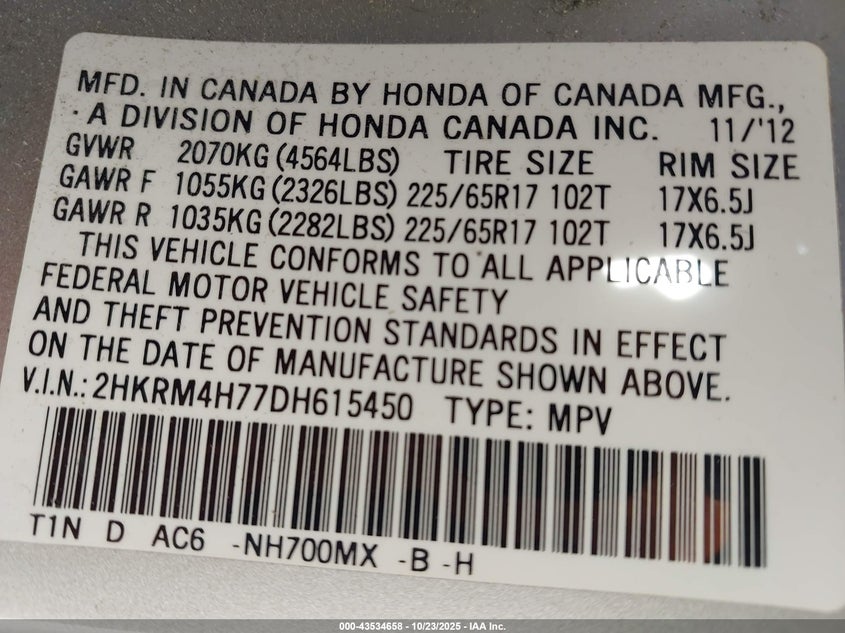 MFD. IN CANADA BY HONDA OF CANADA MFG.,
A DIVISION OF HONDA CANADA INC. 11/'12
GVWR 2070KG (4564LBS) TIRE SIZE RIM SIZE
GAWR F 1055KG (2326LBS) 225/65R17 102T 17X6.5J
GAWR R 1035KG (2282LBS) 225/65R17 102T 17X6.5J
THIS VEHICLE CONFORMS TO ALL APPLICABLE
FEDERAL MOTOR VEHICLE SAFETY
AND THEFT PREVENTION STANDARDS IN EFFECT
ON THE DATE OF MANUFACTURE SHOWN ABOVE.
V.I.N.: 2HKRM4H77DH615450 TYPE: MPV
T1N D AC6 -NH700MX -B -H
000-43534658 - 10/23/2025 - IAA Inc.